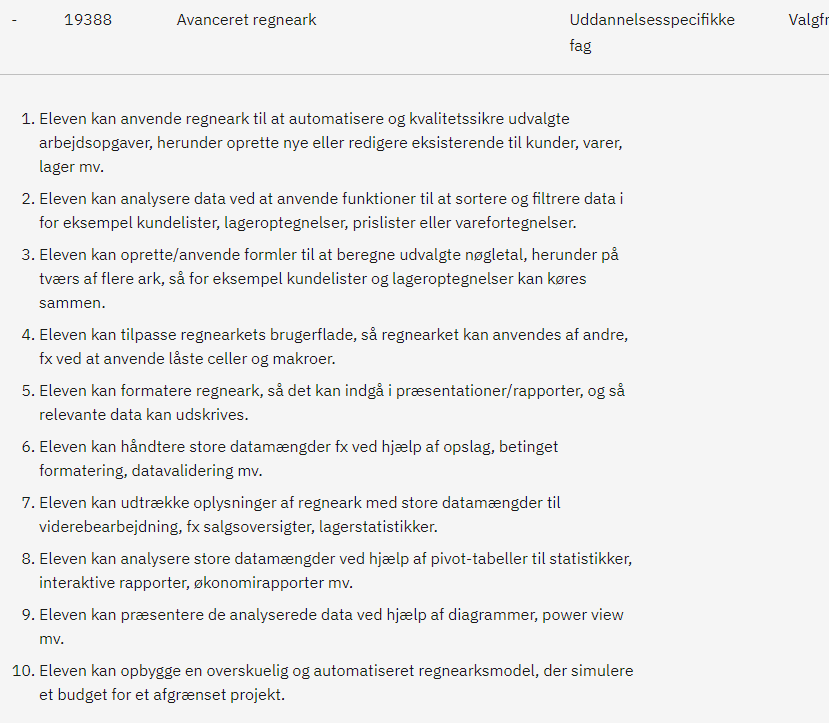 - 19388 Avanceret regneark Uddannelsesspecifikke Valgfr
fag
1. Eleven kan anvende regneark til at automatisere og kvalitetssikre udvalgte
arbejdsopgaver, herunder oprette nye eller redigere eksisterende til kunder, varer,
lager mv.
2. Eleven kan analysere data ved at anvende funktioner til at sortere og filtrere data i
for eksempel kundelister, lageroptegnelser, prislister eller varefortegnelser.
3. Eleven kan oprette/anvende formler til at beregne udvalgte nøgletal, herunder på
tværs af flere ark, så for eksempel kundelister og lageroptegnelser kan køres
sammen.
4. Eleven kan tilpasse regnearkets brugerflade, så regnearket kan anvendes af andre,
fx ved at anvende låste celler og makroer.
5. Eleven kan formatere regneark, så det kan indgå i præsentationer/rapporter, og så
relevante data kan udskrives.
6. Eleven kan håndtere store datamængder fx ved hjælp af opslag, betinget
formatering, datavalidering mv.
7. Eleven kan udtrække oplysninger af regneark med store datamængder til
viderebearbejdning, fx salgsoversigter, lagerstatistikker.
8. Eleven kan analysere store datamængder ved hjælp af pivot-tabeller til statistikker,
interaktive rapporter, økonomirapporter mv.
9. Eleven kan præsentere de analyserede data ved hjælp af diagrammer, power view
mv.
10. Eleven kan opbygge en overskuelig og automatiseret regnearksmodel, der simulere
et budget for et afgrænset projekt.